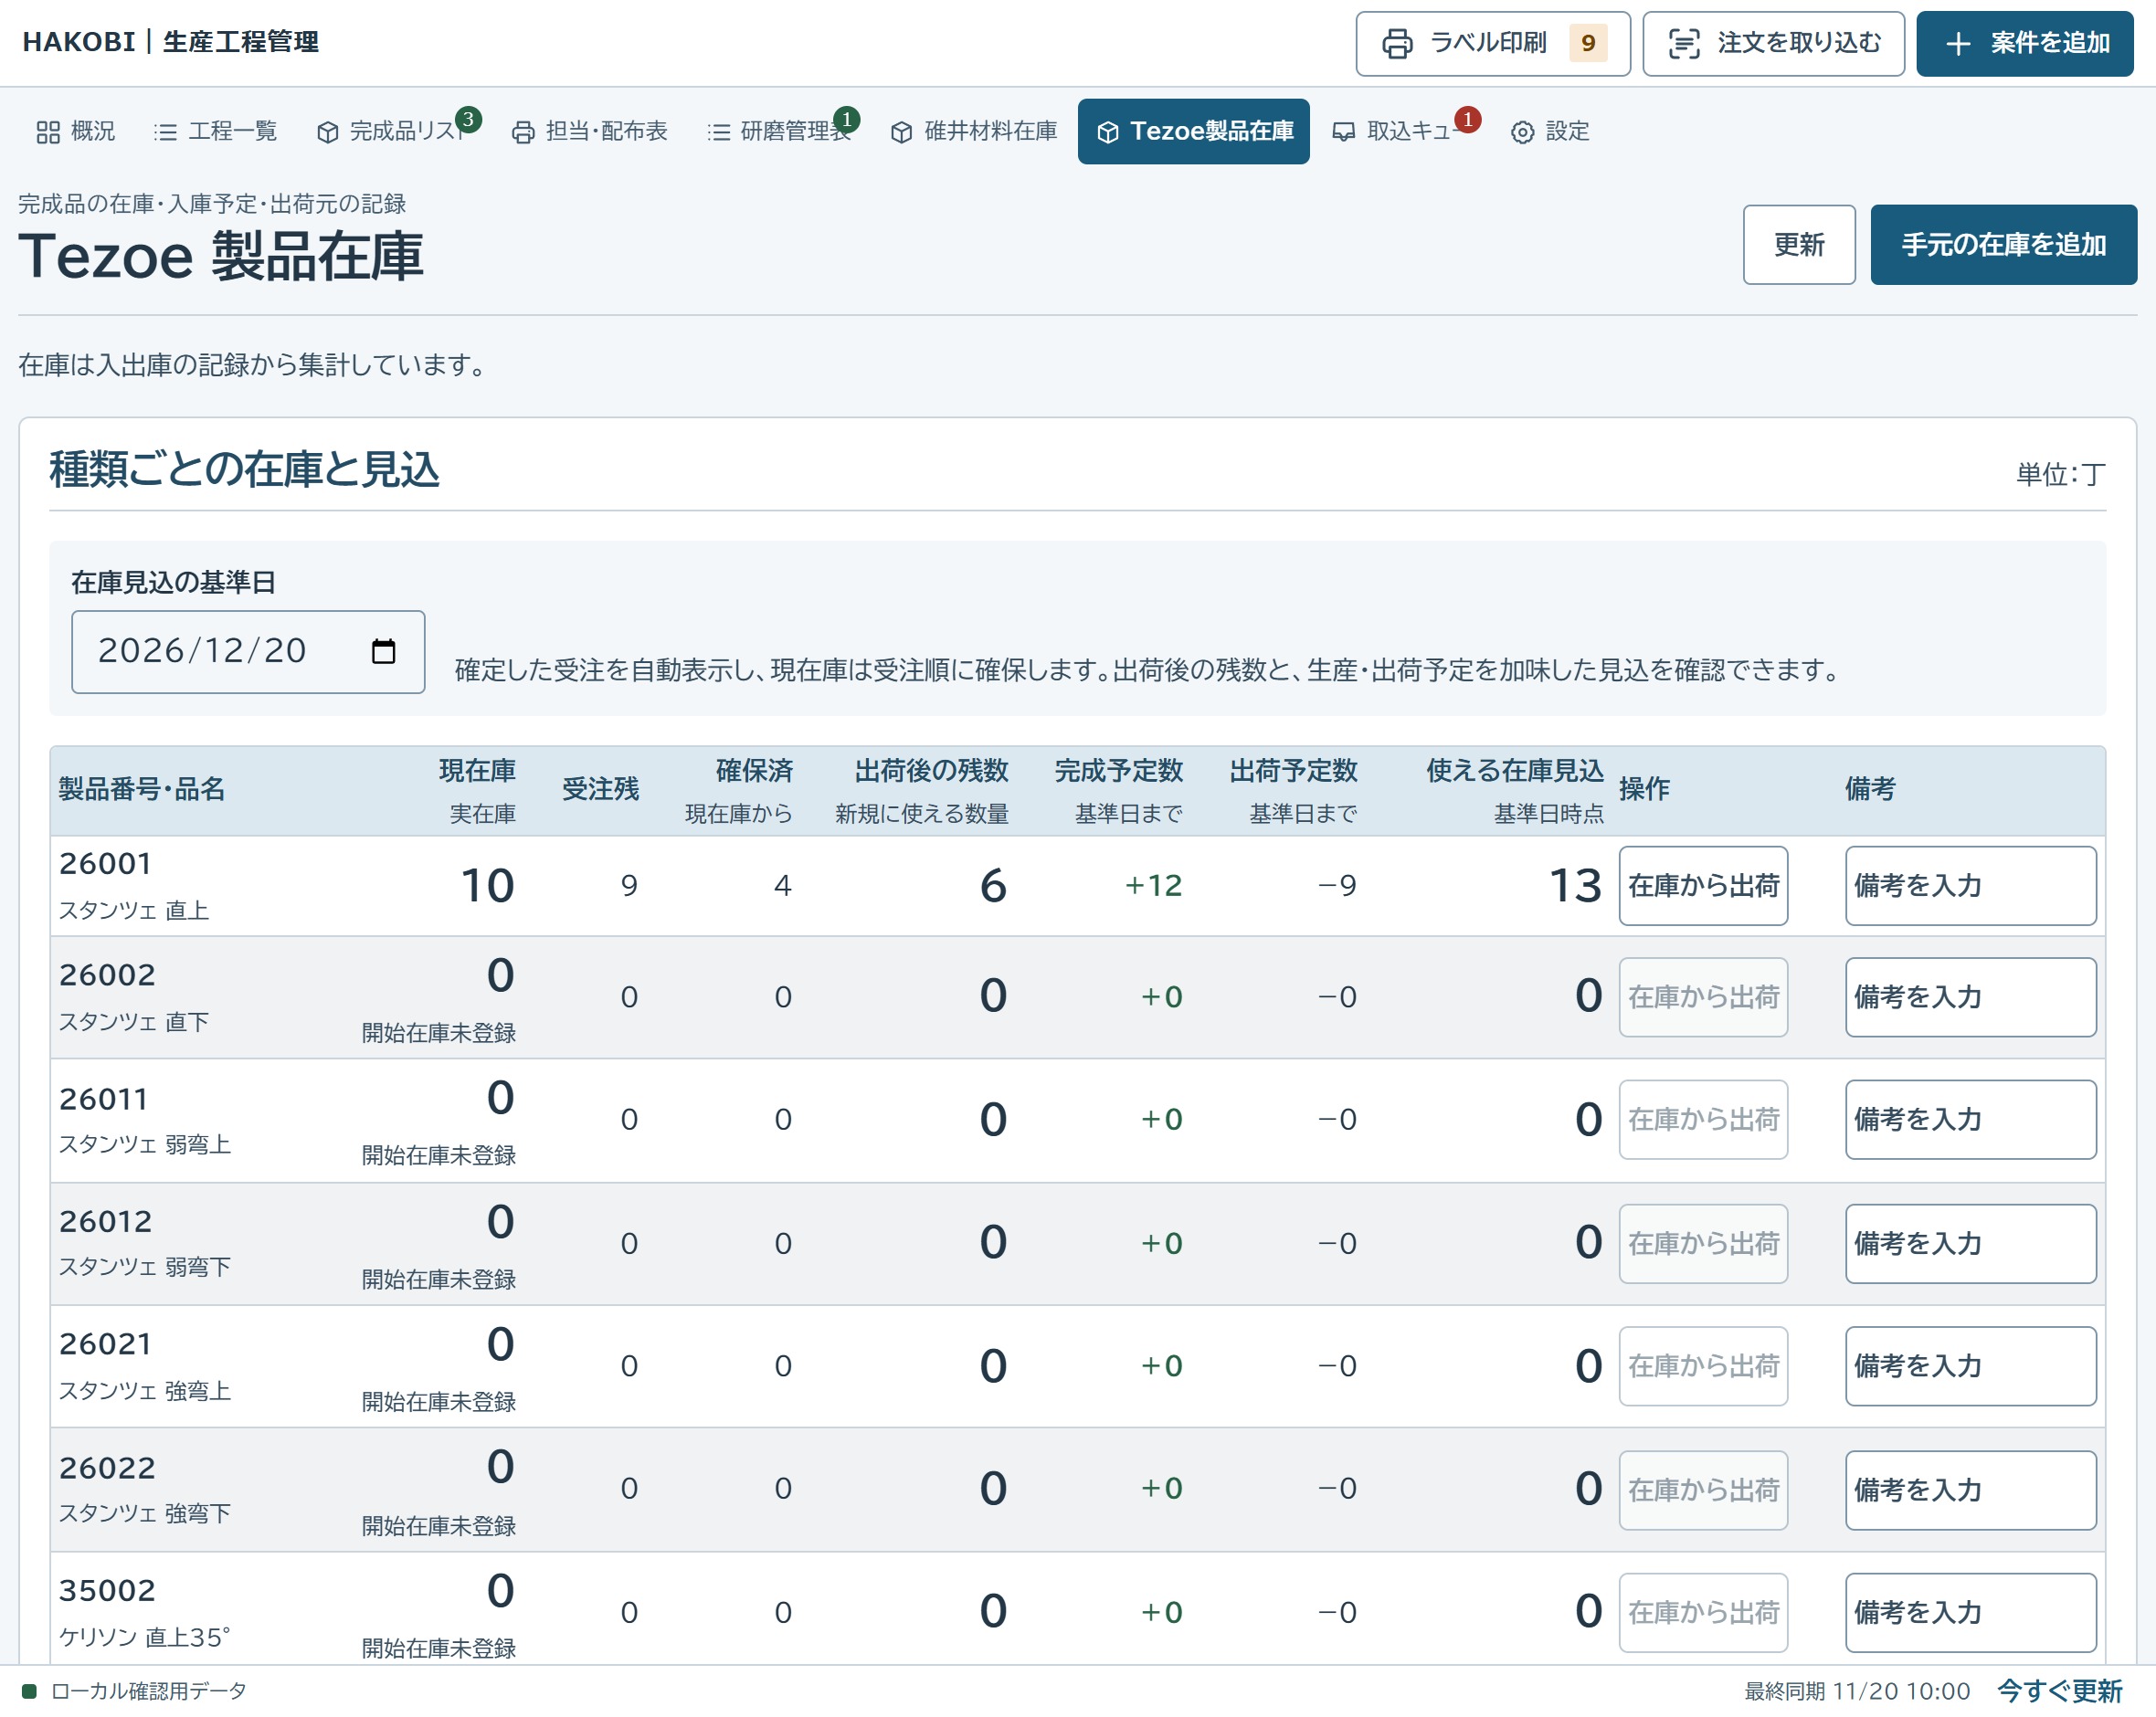 HAKOBI｜生産工程管理
ラベル印刷 9
注文を取り込む
＋ 案件を追加
概況
工程一覧
完成品リスト 3
担当・配布表
研磨管理表 1
碓井材料在庫
Tezoe製品在庫
取込キュー 1
設定
完成品の在庫・入庫予定・出荷元の記録
Tezoe 製品在庫
更新
手元の在庫を追加
在庫は入出庫の記録から集計しています。
種類ごとの在庫と見込
単位：丁
在庫見込の基準日
2026/12/20
確定した受注を自動表示し、現在庫は受注順に確保します。出荷後の残数と、生産・出荷予定を加味した見込を確認できます。
製品番号・品名 現在庫 実在庫 受注残 確保済 現在庫から 出荷後の残数 新規に使える数量 完成予定数 基準日まで 出荷予定数 基準日まで 使える在庫見込 基準日時点 操作 備考
26001 10 9 4 6 +12 −9 13 在庫から出荷 備考を入力
スタンツェ 直上
26002 0 0 0 0 +0 −0 0 在庫から出荷 備考を入力
スタンツェ 直下 開始在庫未登録
26011 0 0 0 0 +0 −0 0 在庫から出荷 備考を入力
スタンツェ 弱弯上 開始在庫未登録
26012 0 0 0 0 +0 −0 0 在庫から出荷 備考を入力
スタンツェ 弱弯下 開始在庫未登録
26021 0 0 0 0 +0 −0 0 在庫から出荷 備考を入力
スタンツェ 強弯上 開始在庫未登録
26022 0 0 0 0 +0 −0 0 在庫から出荷 備考を入力
スタンツェ 強弯下 開始在庫未登録
35002 0 0 0 0 +0 −0 0 在庫から出荷 備考を入力
ケリソン 直上35° 開始在庫未登録
ローカル確認用データ
最終同期 11/20 10:00 今すぐ更新